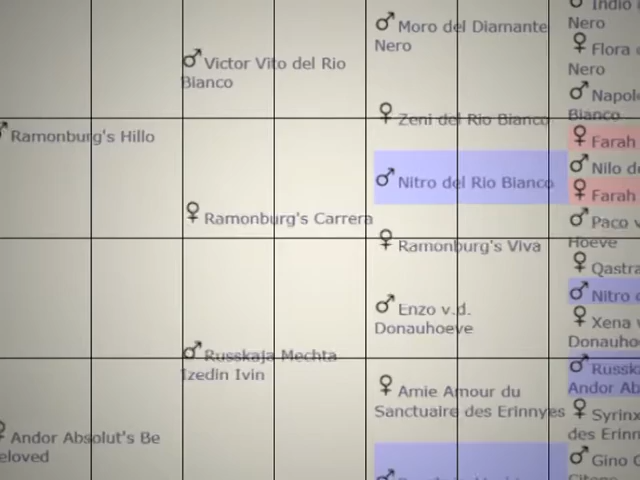 Ramonburg's Hillo
Andor Absolut's Be
eloved
Victor Vito del Rio
Bianco
Ramonburg's Carrera
Russkaja Mechta
Izedin Ivin
Moro del Diamante
Nero
Zeni del Rio Bianco
Nitro del Rio Bianco
Ramonburg's Viva
Enzo v.d.
Donauhoeve
Amie Amour du
Sanctuaire des Erinnyes
Indio
Nero
Flora
Nero
Napol
Bianco
Farah
Nilo d
Farah
Paco v
Hoeve
Qastra
Nitro
Xena v
Donauho
Russk
Andor Ab
Syrinx
des Erinn
Gino